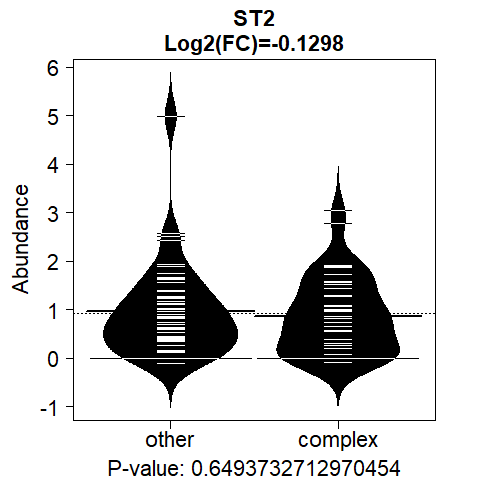 ST2
Log2(FC)=-0.1298
6
5
4
3
2
1
0
-1
Abundance
other complex
P-value: 0.6493732712970454